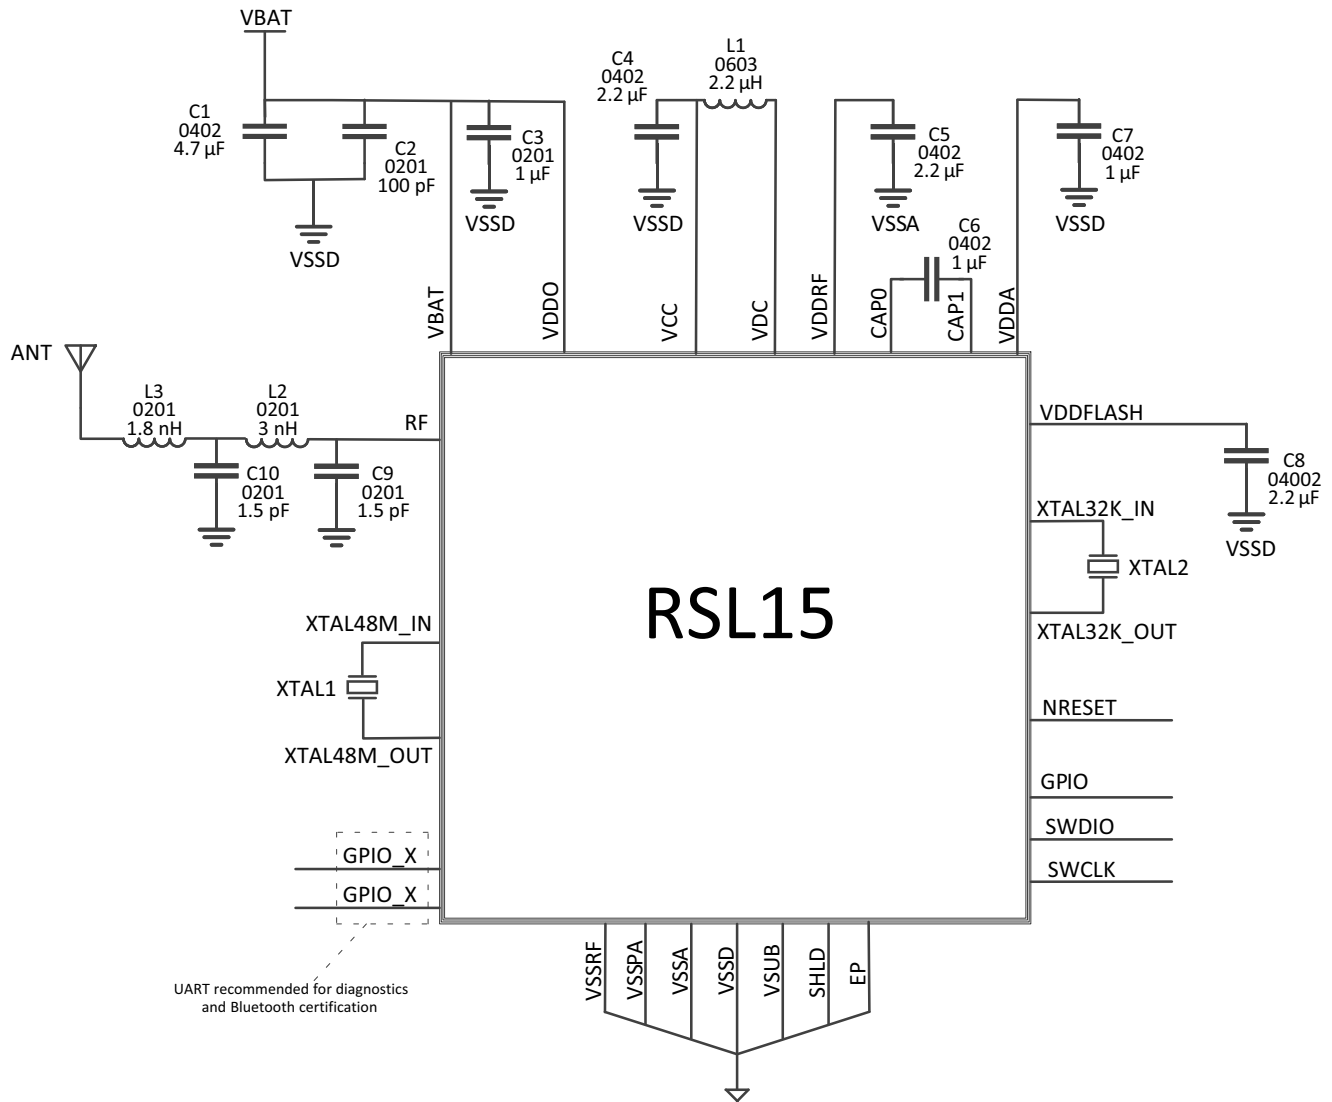 VBAT
C1
0402
4.7 µF
C2
0201
100 pF
VSSD
C3
0201
1 µF
VSSD
C4
0402
2.2 µF
VSSD
L1
0603
2.2 µH
C5
0402
2.2 µF
VSSA
C6
0402
1 µF
C7
0402
1 µF
VSSD
VBAT
VDDO
VCC
VDC
VDDRF
CAP0
CAP1
VDDA
ANT
L3
0201
1.8 nH
L2
0201
3 nH
RF
C10
0201
1.5 pF
C9
0201
1.5 pF
VDDFLASH
C8
04002
2.2 µF
VSSD
XTAL32K_IN
XTAL2
XTAL32K_OUT
RSL15
XTAL48M_IN
XTAL1
XTAL48M_OUT
NRESET
GPIO
SWDIO
SWCLK
GPIO_X
GPIO_X
UART recommended for diagnostics
and Bluetooth certification
VSSRF
VSSPA
VSSA
VSSD
VSUB
SHLD
EP